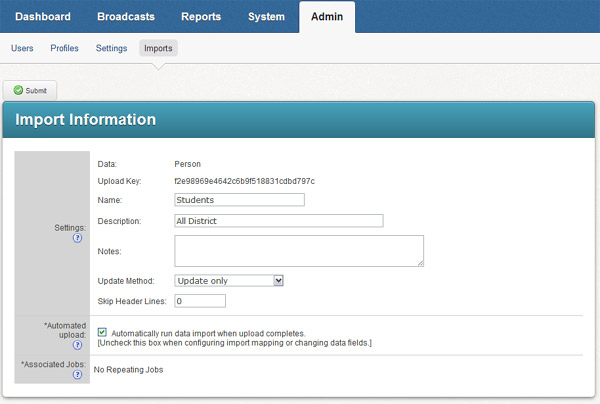 Dashboard Broadcasts Reports System Admin
Users Profiles Settings Imports
Submit
Import Information
Settings:
?
Data: Person
Upload Key: f2e98969e4642c6b9f518831cdbd797c
Name: Students
Description: All District
Notes:
Update Method: Update only
Skip Header Lines: 0
*Automated
upload:
?
Automatically run data import when upload completes.
[Uncheck this box when configuring import mapping or changing data fields.]
*Associated Jobs:
?
No Repeating Jobs